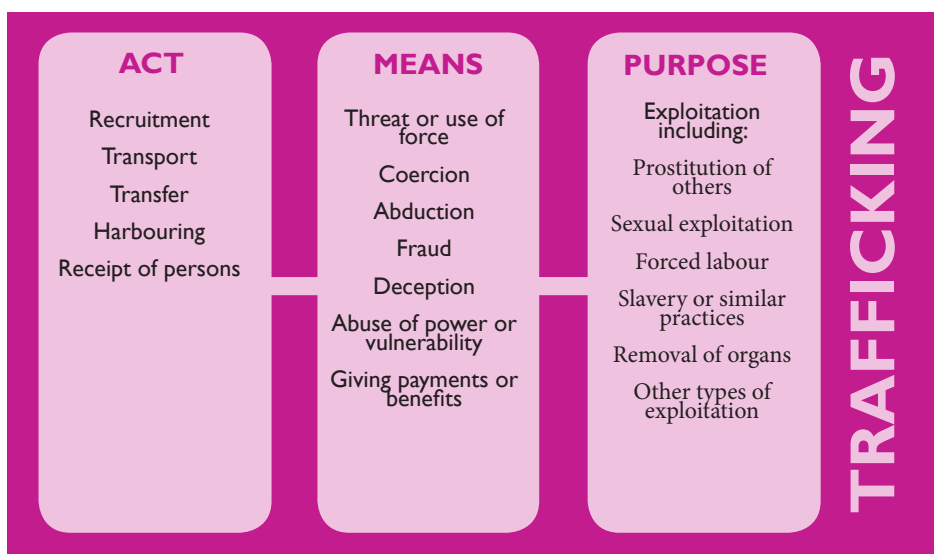 ACT
Recruitment
Transport
Transfer
Harbouring
Receipt of persons
MEANS
Threat or use of
force
Coercion
Abduction
Fraud
Deception
Abuse of power or
vulnerability
Giving payments or
benefits
PURPOSE
Exploitation
including:
Prostitution of
others
Sexual exploitation
Forced labour
Slavery or similar
practices
Removal of organs
Other types of
exploitation
TRAFFICKING